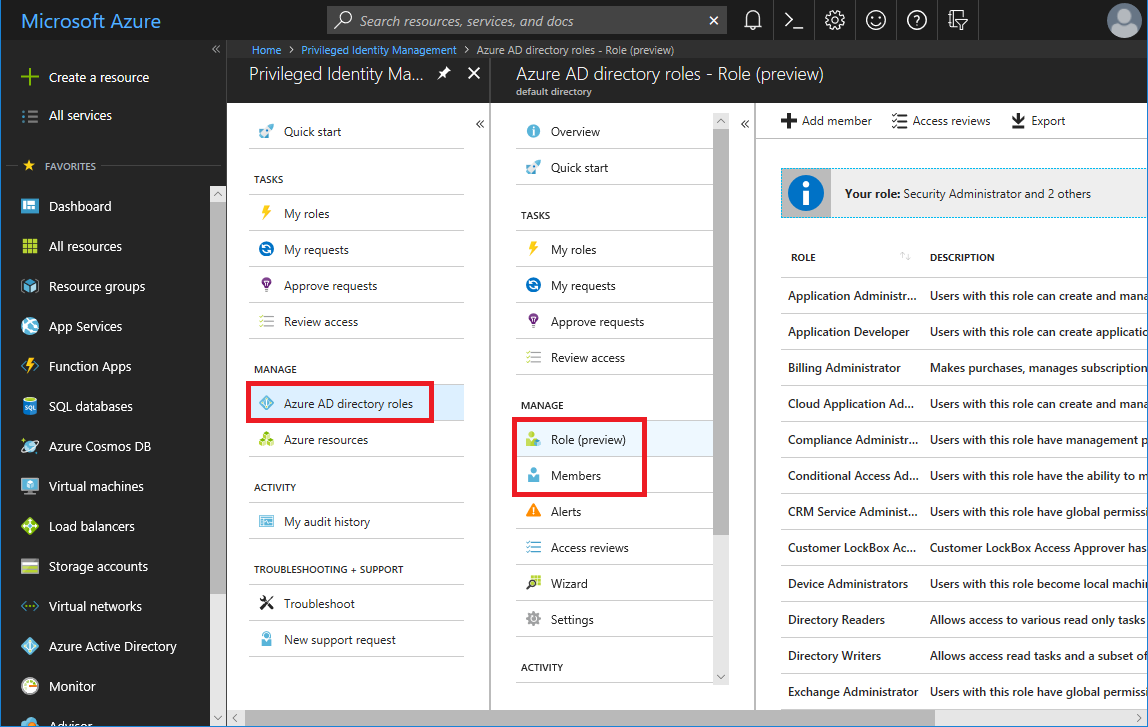 Microsoft Azure
Search resources, services, and docs
Home > Privileged Identity Management > Azure AD directory roles - Role (preview)
Create a resource
All services
FAVORITES
Dashboard
All resources
Resource groups
App Services
Function Apps
SQL databases
Azure Cosmos DB
Virtual machines
Load balancers
Storage accounts
Virtual networks
Azure Active Directory
Monitor
Advisor
Privileged Identity Ma...
Quick start
TASKS
My roles
My requests
Approve requests
Review access
MANAGE
Azure AD directory roles
Azure resources
ACTIVITY
My audit history
TROUBLESHOOTING + SUPPORT
Troubleshoot
New support request
Azure AD directory roles - Role (preview)
default directory
Overview
Quick start
TASKS
My roles
My requests
Approve requests
Review access
MANAGE
Role (preview)
Members
Alerts
Access reviews
Wizard
Settings
ACTIVITY
Add member Access reviews Export
Your role: Security Administrator and 2 others
ROLE DESCRIPTION
Application Administr... Users with this role can create and mana
Application Developer Users with this role can create applicatio
Billing Administrator Makes purchases, manages subscription
Cloud Application Ad... Users with this role can create and mana
Compliance Administr... Users with this role have management p
Conditional Access Ad... Users with this role have the ability to m
CRM Service Administ... Users with this role have global permissi
Customer LockBox Ac... Customer LockBox Access Approver has
Device Administrators Users with this role become local machin
Directory Readers Allows access to various read only tasks
Directory Writers Allows access read tasks and a subset of
Exchange Administrator Users with this role have global permissi